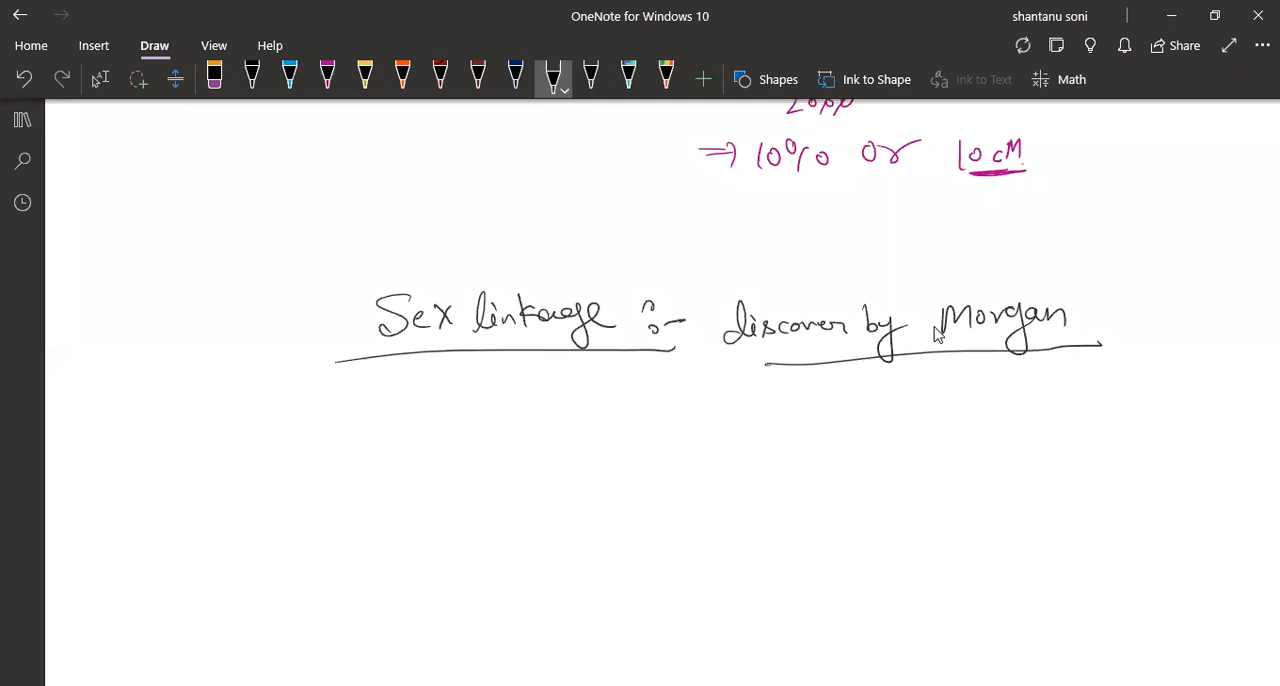 OneNote for Windows 10
shantanu soni
Home Insert Draw View Help
Share
Shapes Ink to Shape Ink to Text Math
⇒ 10% or 10 cM
Sex linkage :- discover by Morgan